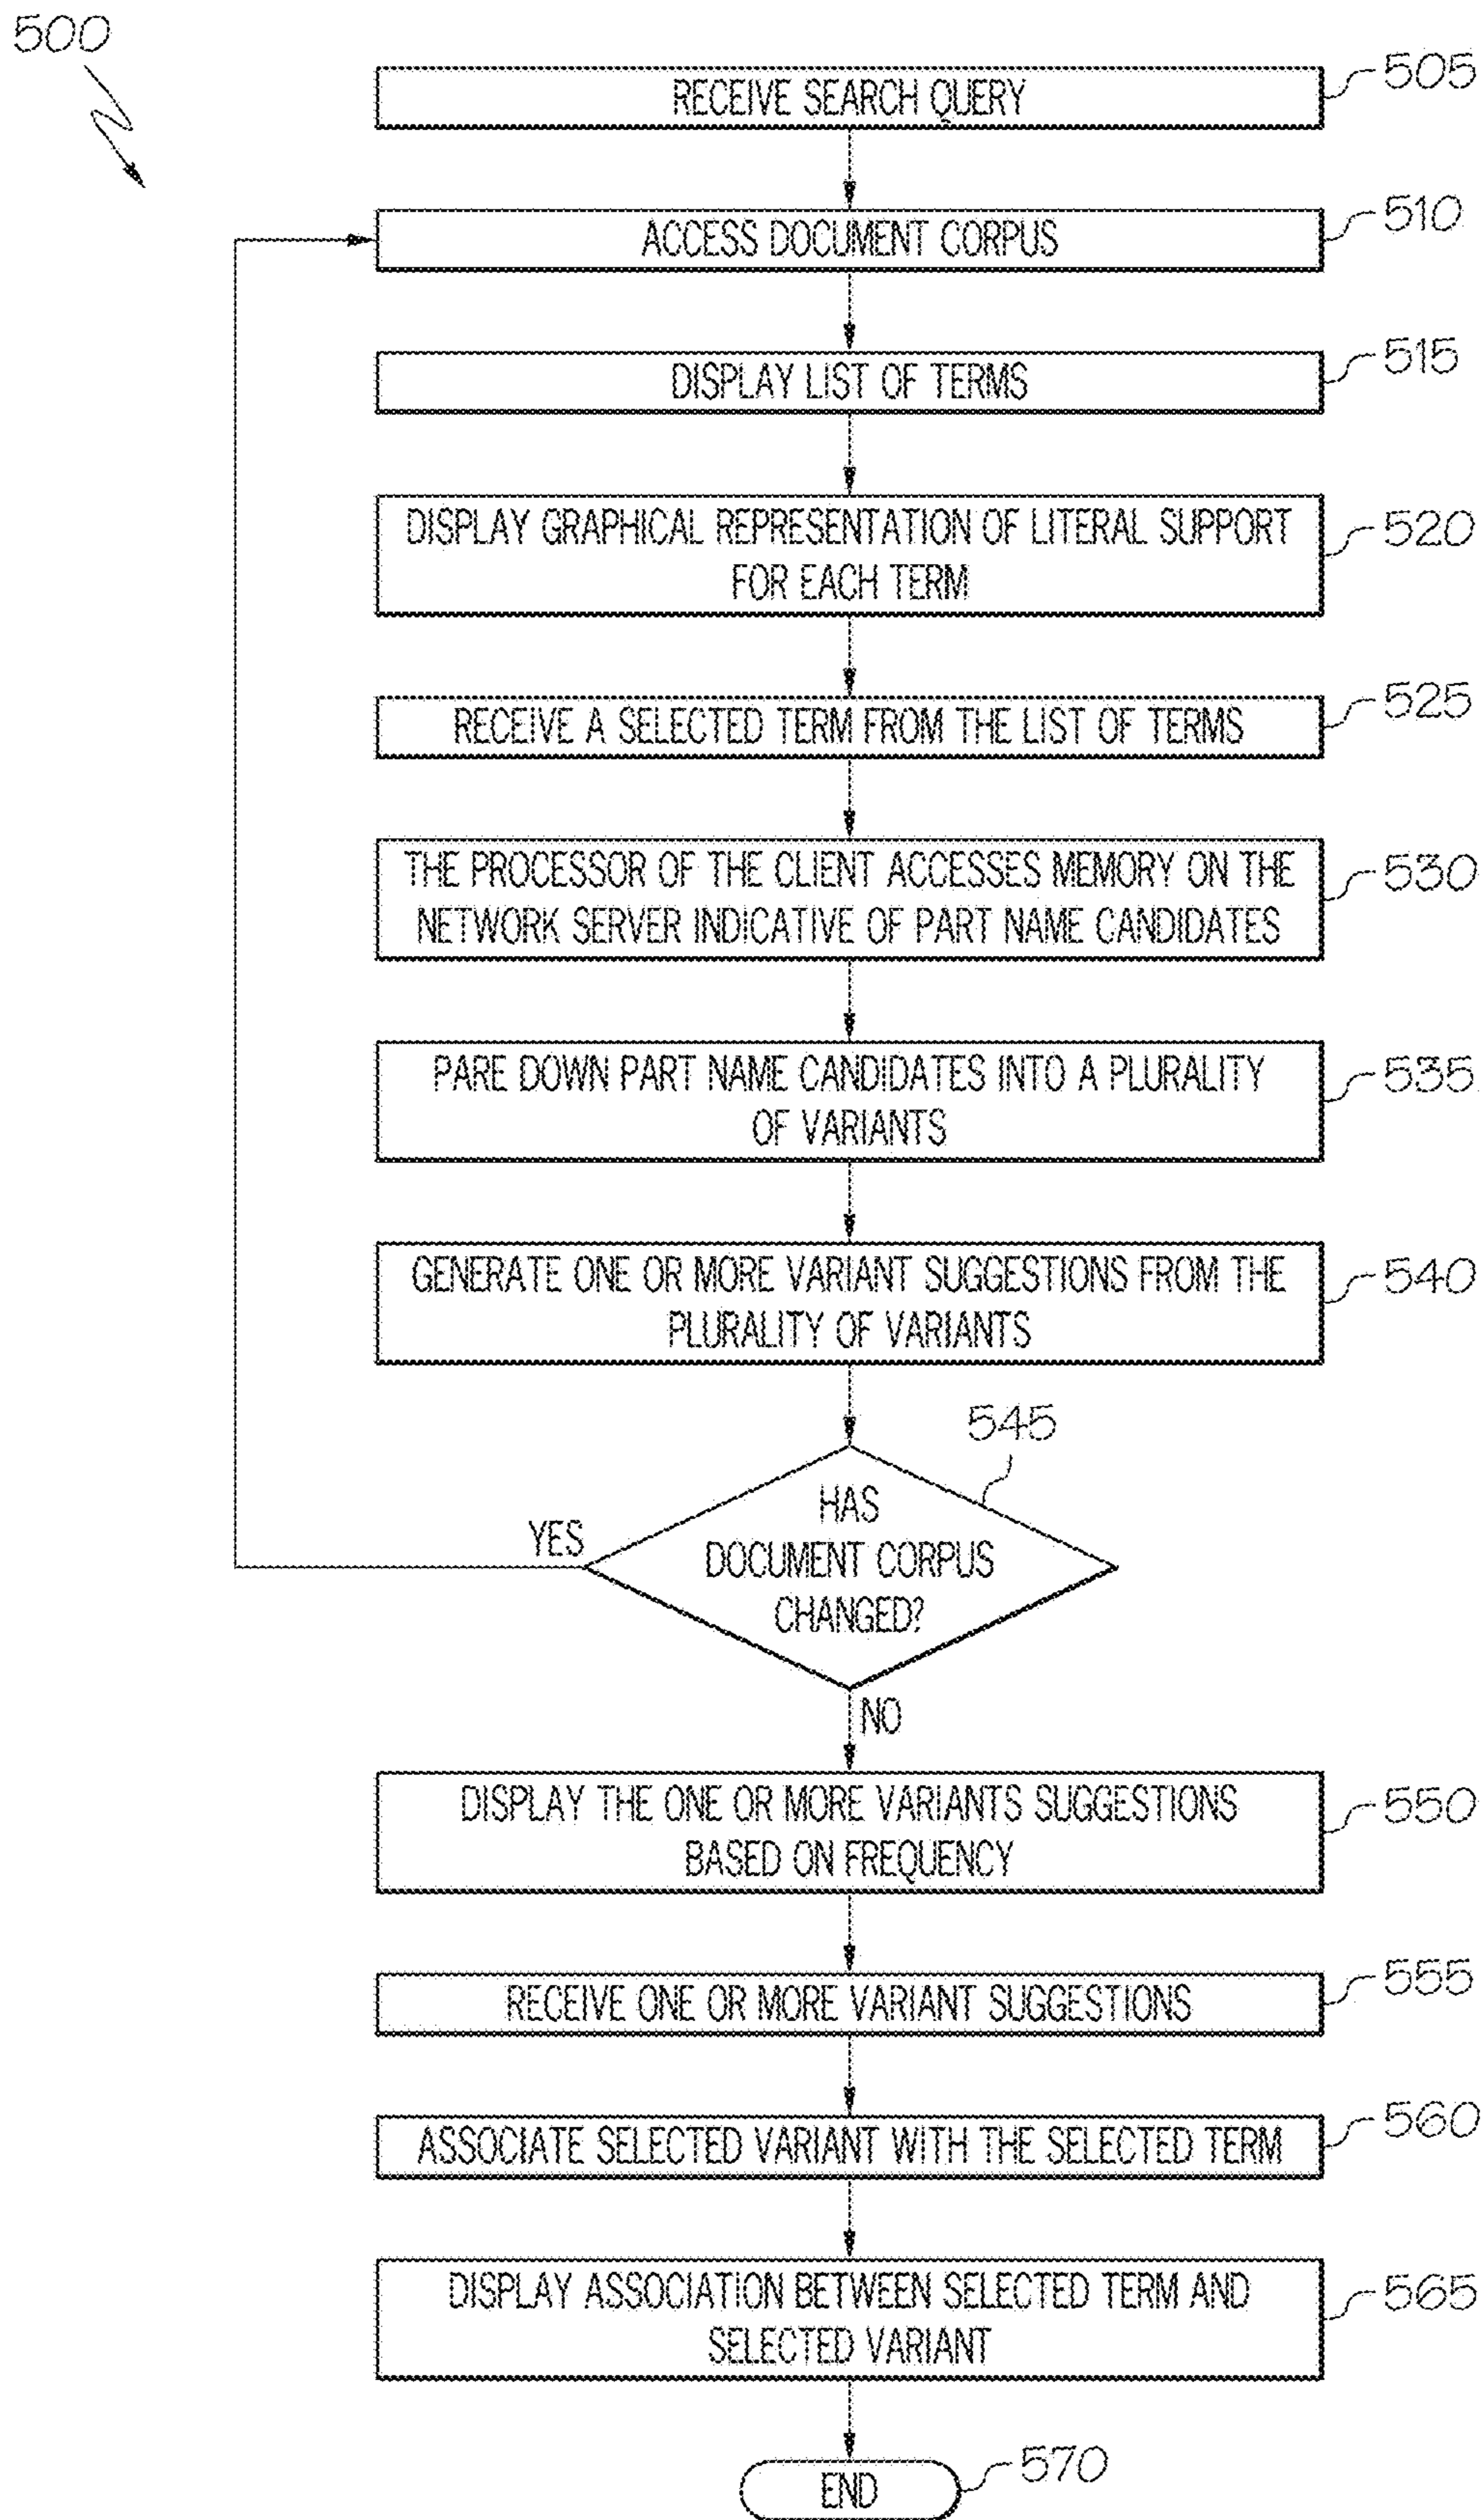 500
RECEIVE SEARCH QUERY
505
ACCESS DOCUMENT CORPUS
510
DISPLAY LIST OF TERMS
515
DISPLAY GRAPHICAL REPRESENTATION OF LITERAL SUPPORT
FOR EACH TERM
520
RECEIVE A SELECTED TERM FROM THE LIST OF TERMS
525
THE PROCESSOR OF THE CLIENT ACCESSES MEMORY ON THE
NETWORK SERVER INDICATIVE OF PART NAME CANDIDATES
530
PARE DOWN PART NAME CANDIDATES INTO A PLURALITY
OF VARIANTS
535
GENERATE ONE OR MORE VARIANT SUGGESTIONS FROM THE
PLURALITY OF VARIANTS
540
545
HAS
DOCUMENT CORPUS
CHANGED?
YES
NO
DISPLAY THE ONE OR MORE VARIANTS SUGGESTIONS
BASED ON FREQUENCY
550
RECEIVE ONE OR MORE VARIANT SUGGESTIONS
555
ASSOCIATE SELECTED VARIANT WITH THE SELECTED TERM
560
DISPLAY ASSOCIATION BETWEEN SELECTED TERM AND
SELECTED VARIANT
565
END
570